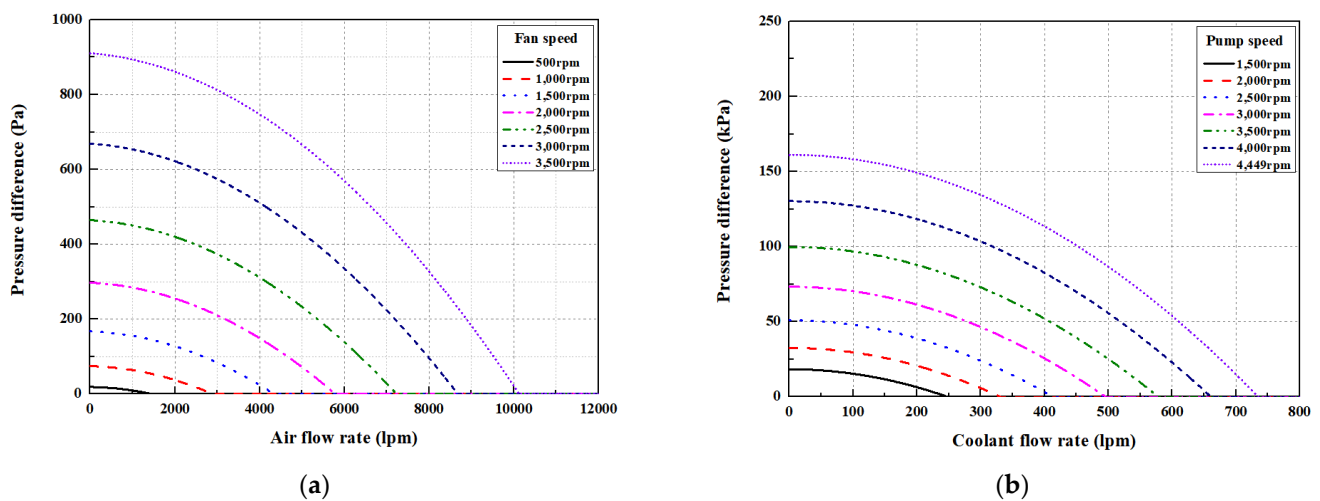 Pressure difference (Pa)
1000
800
600
400
200
0
0 2000 4000 6000 8000 10000 12000
Air flow rate (lpm)
Fan speed
500rpm
1,000rpm
1,500rpm
2,000rpm
2,500rpm
3,000rpm
3,500rpm
(a)
Pressure difference (kPa)
250
200
150
100
50
0
0 100 200 300 400 500 600 700 800
Coolant flow rate (lpm)
Pump speed
1,500rpm
2,000rpm
2,500rpm
3,000rpm
3,500rpm
4,000rpm
4,449rpm
(b)